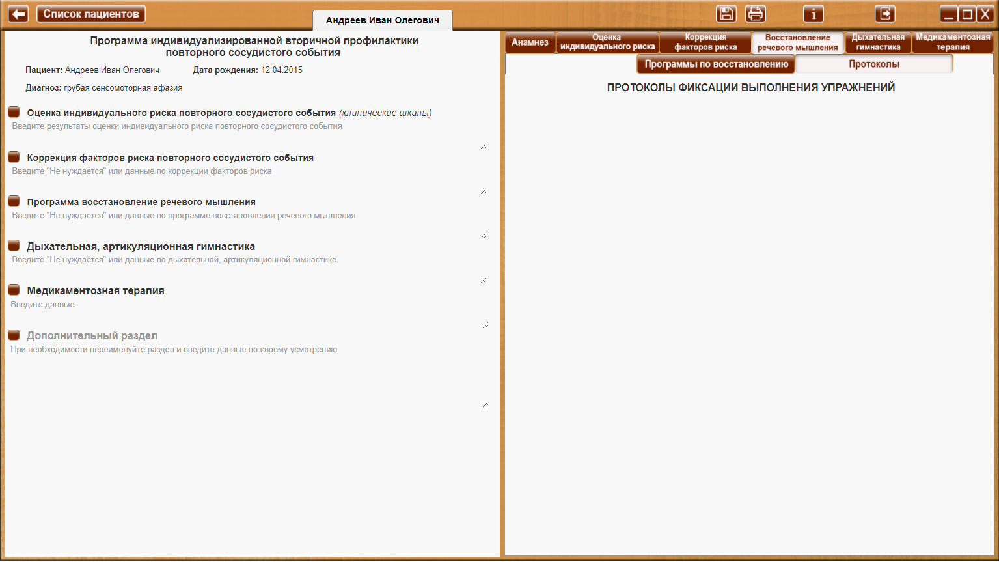 Список пациентов
Андреев Иван Олегович
i
X
Программа индивидуализированной вторичной профилактики
повторного сосудистого события
Пациент: Андреев Иван Олегович Дата рождения: 12.04.2015
Диагноз: грубая сенсомоторная афазия
Оценка индивидуального риска повторного сосудистого события (клинические шкалы)
Введите результаты оценки индивидуального риска повторного сосудистого события
Коррекция факторов риска повторного сосудистого события
Введите "Не нуждается" или данные по коррекции факторов риска
Программа восстановление речевого мышления
Введите "Не нуждается" или данные по программе восстановления речевого мышления
Дыхательная, артикуляционная гимнастика
Введите "Не нуждается" или данные по дыхательной, артикуляционной гимнастике
Медикаментозная терапия
Введите данные
Дополнительный раздел
При необходимости переименуйте раздел и введите данные по своему усмотрению
Анамнез
Оценка
индивидуального риска
Коррекция
факторов риска
Восстановление
речевого мышления
Дыхательная
гимнастика
Медикаментозная
терапия
Программы по восстановлению
Протоколы
ПРОТОКОЛЫ ФИКСАЦИИ ВЫПОЛНЕНИЯ УПРАЖНЕНИЙ